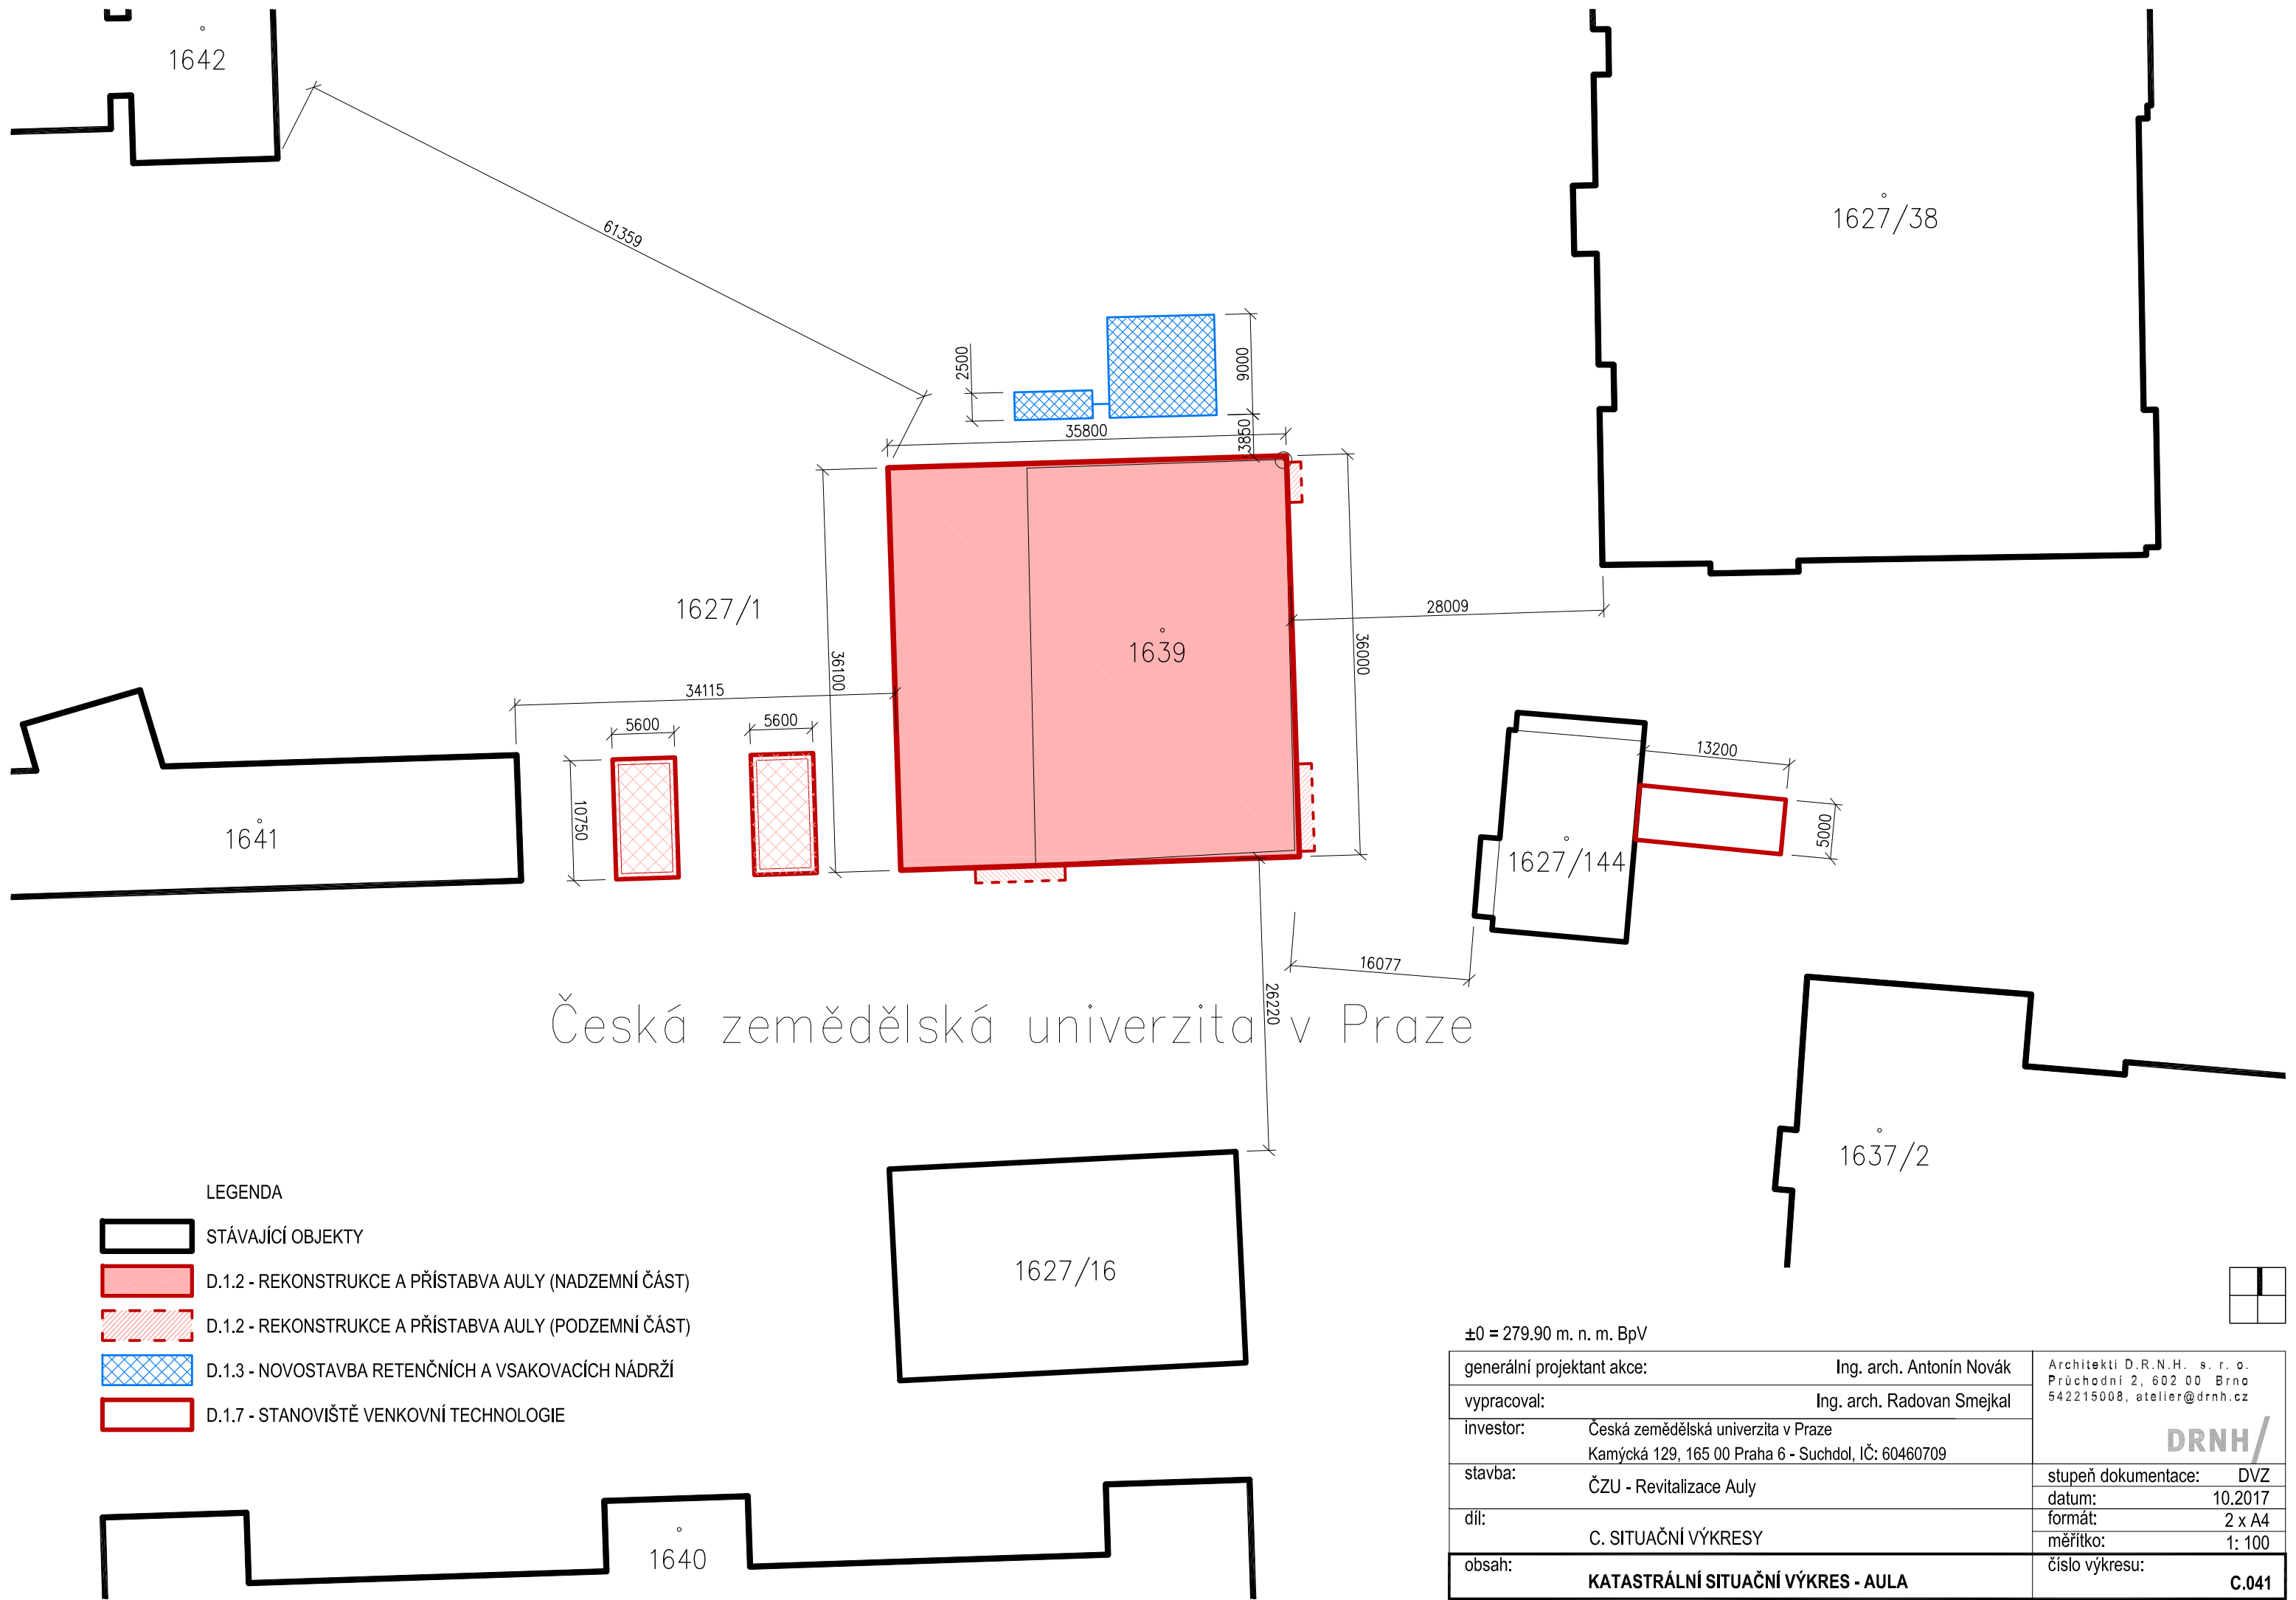 1642
1627/38
61359
2500
9000
3850
35800
1627/1
1639
28009
36100
36000
34115
5600
5600
10750
13200
5000
1641
1627/144
16077
26220
Česká zemědělská univerzita v Praze
1637/2
1627/16
1640
LEGENDA
STÁVAJÍCÍ OBJEKTY
D.1.2 - REKONSTRUKCE A PŘÍSTABVA AULY (NADZEMNÍ ČÁST)
D.1.2 - REKONSTRUKCE A PŘÍSTABVA AULY (PODZEMNÍ ČÁST)
D.1.3 - NOVOSTAVBA RETENČNÍCH A VSAKOVACÍCH NÁDRŽÍ
D.1.7 - STANOVIŠTĚ VENKOVNÍ TECHNOLOGIE
±0 = 279.90 m. n. m. BpV
generální projektant akce: Ing. arch. Antonín Novák
vypracoval: Ing. arch. Radovan Smejkal
investor: Česká zemědělská univerzita v Praze
Kamýcká 129, 165 00 Praha 6 - Suchdol, IČ: 60460709
stavba: ČZU - Revitalizace Auly
díl: C. SITUAČNÍ VÝKRESY
obsah: KATASTRÁLNÍ SITUAČNÍ VÝKRES - AULA
Architekti D.R.N.H. s. r. o.
Průchodní 2, 602 00 Brno
542215008, atelier@drnh.cz
DRNH/
stupeň dokumentace: DVZ
datum: 10.2017
formát: 2 x A4
měřítko: 1: 100
číslo výkresu: C.041